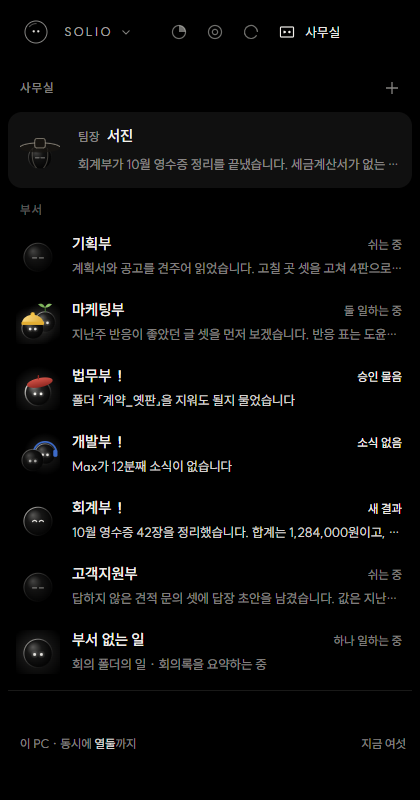 SOLIO
사무실
사무실
팀장 서진
회계부가 10월 영수증 정리를 끝냈습니다. 세금계산서가 없는 ···
부서
기획부 쉬는 중
계획서와 공고를 견주어 읽었습니다. 고칠 곳 셋을 고쳐 4판으로···
마케팅부 둘 일하는 중
지난주 반응이 좋았던 글 셋을 먼저 보겠습니다. 반응 표는 도윤···
법무부 ! 승인 물음
폴더 「계약_옛판」을 지워도 될지 물었습니다
개발부 ! 소식 없음
Max가 12분째 소식이 없습니다
회계부 ! 새 결과
10월 영수증 42장을 정리했습니다. 합계는 1,284,000원이고, ···
고객지원부 쉬는 중
답하지 않은 견적 문의 셋에 답장 초안을 남겼습니다. 값은 지난···
부서 없는 일 하나 일하는 중
회의 폴더의 일 · 회의록을 요약하는 중
이 PC · 동시에 열둘까지 지금 여섯